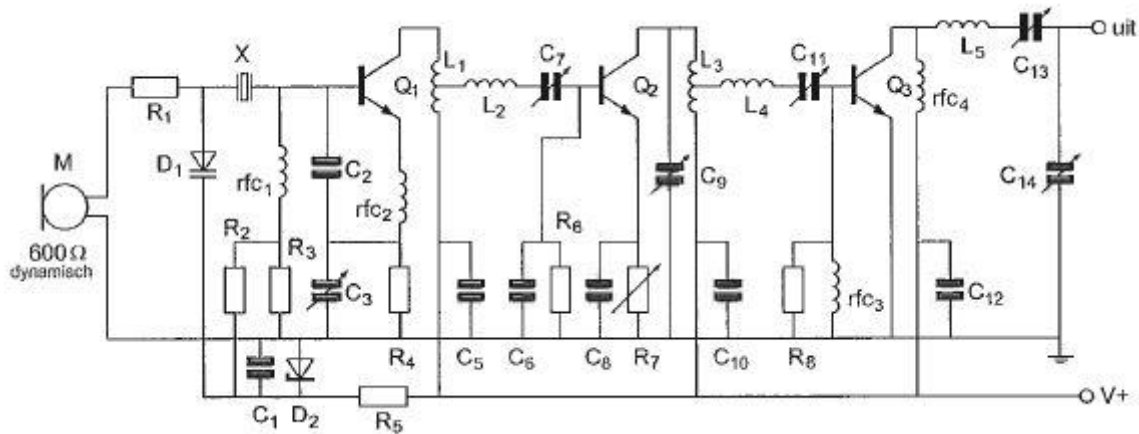 M
600 Ω
dynamisch
R1
X
D1
rfc1
R2
R3
C2
C3
C1
D2
R5
Q1
rfc2
R4
L1
L2
C7
C5
C6
R6
C8
R7
Q2
C9
L3
L4
C11
C10
R8
rfc3
Q3
rfc4
C12
L5
C13
C14
uit
V+